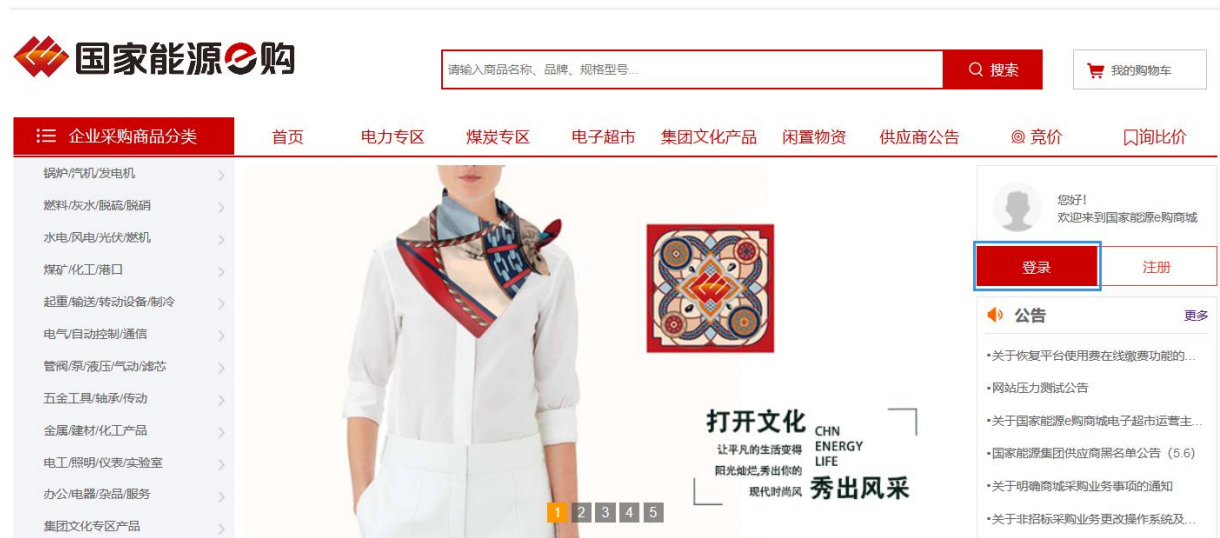 国家能源e购
请输入商品名称、品牌、规格型号...
搜索
我的购物车
企业采购商品分类
首页
电力专区
煤炭专区
电子超市
集团文化产品
闲置物资
供应商公告
竞价
询比价
锅炉/汽机/发电机
燃料/灰水/脱硫/脱硝
水电/风电/光伏/燃机
煤矿/化工/港口
起重/输送/转动设备/制冷
电气/自动控制/通信
管阀/泵/液压/气动/滤芯
五金工具/轴承/传动
金属/建材/化工产品
电工/照明/仪表/实验室
办公/电器/杂品/服务
集团文化专区产品
打开文化
CHN
ENERGY
LIFE
让平凡的生活变得
阳光灿烂,秀出你的
现代时尚风
秀出风采
1 2 3 4 5
您好!
欢迎来到国家能源e购商城
登录
注册
公告
更多
•关于恢复平台使用费在线缴费功能的...
•网站压力测试公告
•关于国家能源e购商城电子超市运营主...
•国家能源集团供应商黑名单公告（5.6）
•关于明确商城采购业务事项的通知
•关于非招标采购业务更改操作系统及...